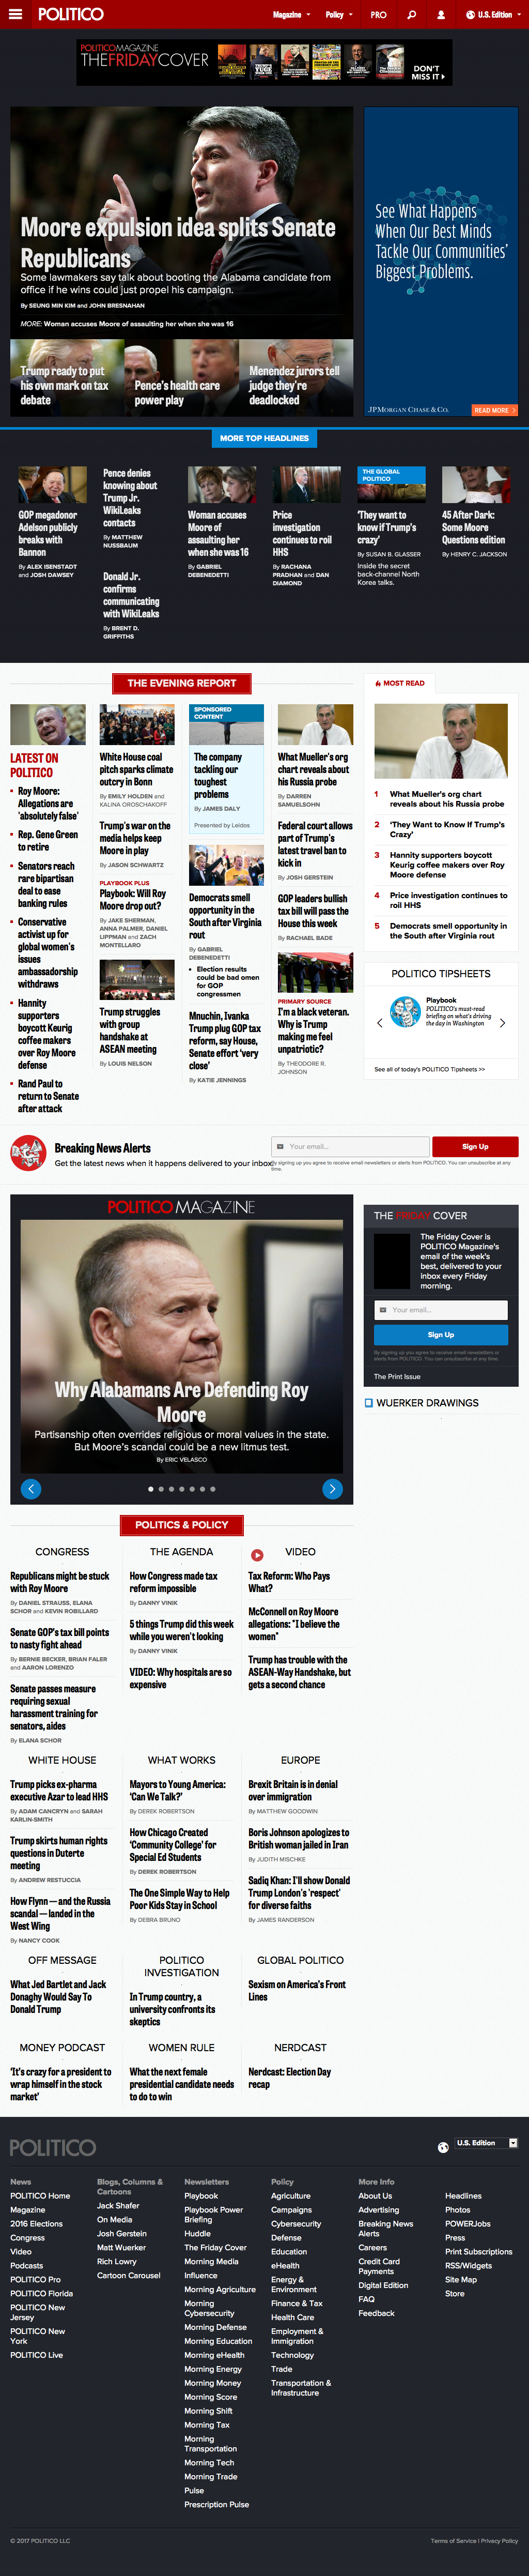 POLITICO
Magazine
Policy
PRO
U.S. Edition
POLITICOMAGAZINE
THEFRIDAYCOVER
DON'T
MISS IT
Moore expulsion idea splits Senate
Republicans
Some lawmakers say talk about booting the Alabama candidate from
office if he wins could just propel his campaign.
By SEUNG MIN KIM and JOHN BRESNAHAN
MORE: Woman accuses Moore of assaulting her when she was 16
Trump ready to put
his own mark on tax
debate
Pence's health care
power play
Menendez jurors tell
judge they're
deadlocked
See What Happens
When Our Best Minds
Tackle Our Communities'
Biggest Problems.
JPMORGAN CHASE & CO.
READ MORE >
MORE TOP HEADLINES
GOP megadonor
Adelson publicly
breaks with
Bannon
By ALEX ISENSTADT
and JOSH DAWSEY
Pence denies
knowing about
Trump Jr.
WikiLeaks
contacts
By MATTHEW
NUSSBAUM
Donald Jr.
confirms
communicating
with WikiLeaks
By BRENT D.
GRIFFITHS
Woman accuses
Moore of
assaulting her
when she was 16
By GABRIEL
DEBENEDETTI
Price
investigation
continues to roil
HHS
By RACHANA
PRADHAN and DAN
DIAMOND
THE GLOBAL
POLITICO
'They want to
know if Trump's
crazy'
By SUSAN B. GLASSER
Inside the secret
back-channel North
Korea talks.
45 After Dark:
Some Moore
Questions edition
By HENRY C. JACKSON
THE EVENING REPORT
LATEST ON
POLITICO
Roy Moore:
Allegations are
'absolutely false'
Rep. Gene Green
to retire
Senators reach
rare bipartisan
deal to ease
banking rules
Conservative
activist up for
global women's
issues
ambassadorship
withdraws
Hannity
supporters
boycott Keurig
coffee makers
over Roy Moore
defense
Rand Paul to
return to Senate
after attack
White House coal
pitch sparks climate
outcry in Bonn
By EMILY HOLDEN and
KALINA OROSCHAKOFF
Trump's war on the
media helps keep
Moore in play
By JASON SCHWARTZ
PLAYBOOK PLUS
Playbook: Will Roy
Moore drop out?
By JAKE SHERMAN,
ANNA PALMER, DANIEL
LIPPMAN and ZACH
MONTELLARO
Trump struggles
with group
handshake at
ASEAN meeting
By LOUIS NELSON
SPONSORED
CONTENT
The company
tackling our
toughest
problems
By JAMES DALY
Presented by Leidos
Democrats smell
opportunity in the
South after Virginia
rout
By GABRIEL
DEBENEDETTI
Election results
could be bad omen
for GOP
congressmen
Mnuchin, Ivanka
Trump plug GOP tax
reform, say House,
Senate effort 'very
close'
By KATIE JENNINGS
What Mueller's org
chart reveals about
his Russia probe
By DARREN
SAMUELSOHN
Federal court allows
part of Trump's
latest travel ban to
kick in
By JOSH GERSTEIN
GOP leaders bullish
tax bill will pass the
House this week
By RACHAEL BADE
PRIMARY SOURCE
I'm a black veteran.
Why is Trump
making me feel
unpatriotic?
By THEODORE R.
JOHNSON
MOST READ
1 What Mueller's org chart
reveals about his Russia probe
2 'They Want to Know If Trump's
Crazy'
3 Hannity supporters boycott
Keurig coffee makers over Roy
Moore defense
4 Price investigation continues to
roil HHS
5 Democrats smell opportunity in
the South after Virginia rout
POLITICO TIPSHEETS
Playbook
POLITICO's must-read
briefing on what's driving
the day in Washington
See all of today's POLITICO Tipsheets >>
Breaking News Alerts
Get the latest news when it happens delivered to your inbox
Your email...
Sign Up
By signing up you agree to receive email newsletters or alerts from POLITICO. You can unsubscribe at any
time.
POLITICO MAGAZINE
Why Alabamans Are Defending Roy
Moore
Partisanship often overrides religious or moral values in the state.
But Moore's scandal could be a new litmus test.
By ERIC VELASCO
THE FRIDAY COVER
The Friday Cover is
POLITICO Magazine's
email of the week's
best, delivered to your
inbox every Friday
morning.
Your email...
Sign Up
By signing up you agree to receive email newsletters or
alerts from POLITICO. You can unsubscribe at any time.
The Print Issue
WUERKER DRAWINGS
POLITICS & POLICY
CONGRESS
Republicans might be stuck
with Roy Moore
By DANIEL STRAUSS, ELANA
SCHOR and KEVIN ROBILLARD
Senate GOP's tax bill points
to nasty fight ahead
By BERNIE BECKER, BRIAN FALER
and AARON LORENZO
Senate passes measure
requiring sexual
harassment training for
senators, aides
By ELANA SCHOR
THE AGENDA
How Congress made tax
reform impossible
By DANNY VINIK
5 things Trump did this week
while you weren't looking
By DANNY VINIK
VIDEO: Why hospitals are so
expensive
VIDEO
Tax Reform: Who Pays
What?
McConnell on Roy Moore
allegations: "I believe the
women"
Trump has trouble with the
ASEAN-Way Handshake, but
gets a second chance
WHITE HOUSE
Trump picks ex-pharma
executive Azar to lead HHS
By ADAM CANCRYN and SARAH
KARLIN-SMITH
Trump skirts human rights
questions in Duterte
meeting
By ANDREW RESTUCCIA
How Flynn — and the Russia
scandal — landed in the
West Wing
By NANCY COOK
WHAT WORKS
Mayors to Young America:
'Can We Talk?'
By DEREK ROBERTSON
How Chicago Created
'Community College' for
Special Ed Students
By DEREK ROBERTSON
The One Simple Way to Help
Poor Kids Stay in School
By DEBRA BRUNO
EUROPE
Brexit Britain is in denial
over immigration
By MATTHEW GOODWIN
Boris Johnson apologizes to
British woman jailed in Iran
By JUDITH MISCHKE
Sadiq Khan: I'll show Donald
Trump London's 'respect'
for diverse faiths
By JAMES RANDERSON
OFF MESSAGE
What Jed Bartlet and Jack
Donaghy Would Say To
Donald Trump
POLITICO
INVESTIGATION
In Trump country, a
university confronts its
skeptics
GLOBAL POLITICO
Sexism on America's Front
Lines
MONEY PODCAST
'It's crazy for a president to
wrap himself in the stock
market'
WOMEN RULE
What the next female
presidential candidate needs
to do to win
NERDCAST
Nerdcast: Election Day
recap
POLITICO
U.S. Edition
News
POLITICO Home
Magazine
2016 Elections
Congress
Video
Podcasts
POLITICO Pro
POLITICO Florida
POLITICO New
Jersey
POLITICO New
York
POLITICO Live
Blogs, Columns &
Cartoons
Jack Shafer
On Media
Josh Gerstein
Matt Wuerker
Rich Lowry
Cartoon Carousel
Newsletters
Playbook
Playbook Power
Briefing
Huddle
The Friday Cover
Morning Media
Influence
Morning Agriculture
Morning
Cybersecurity
Morning Defense
Morning Education
Morning eHealth
Morning Energy
Morning Money
Morning Score
Morning Shift
Morning Tax
Morning
Transportation
Morning Tech
Morning Trade
Pulse
Prescription Pulse
Policy
Agriculture
Campaigns
Cybersecurity
Defense
Education
eHealth
Energy &
Environment
Finance & Tax
Health Care
Employment &
Immigration
Technology
Trade
Transportation &
Infrastructure
More Info
About Us
Advertising
Breaking News
Alerts
Careers
Credit Card
Payments
Digital Edition
FAQ
Feedback
Headlines
Photos
POWERJobs
Press
Print Subscriptions
RSS/Widgets
Site Map
Store
© 2017 POLITICO LLC
Terms of Service | Privacy Policy